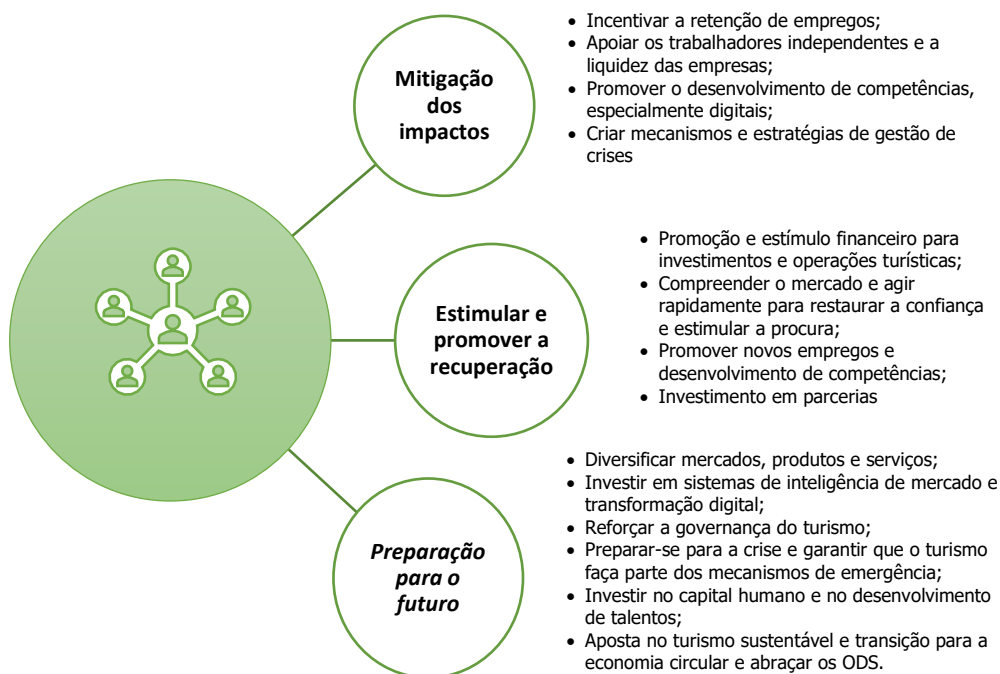 Mitigação
dos
impactos
• Incentivar a retenção de empregos;
• Apoiar os trabalhadores independentes e a
liquidez das empresas;
• Promover o desenvolvimento de competências,
especialmente digitais;
• Criar mecanismos e estratégias de gestão de
crises
Estimular e
promover a
recuperação
• Promoção e estímulo financeiro para
investimentos e operações turísticas;
• Compreender o mercado e agir
rapidamente para restaurar a confiança
e estimular a procura;
• Promover novos empregos e
desenvolvimento de competências;
• Investimento em parcerias
Preparação
para o
futuro
• Diversificar mercados, produtos e serviços;
• Investir em sistemas de inteligência de mercado e
transformação digital;
• Reforçar a governança do turismo;
• Preparar-se para a crise e garantir que o turismo
faça parte dos mecanismos de emergência;
• Investir no capital humano e no desenvolvimento
de talentos;
• Aposta no turismo sustentável e transição para a
economia circular e abraçar os ODS.